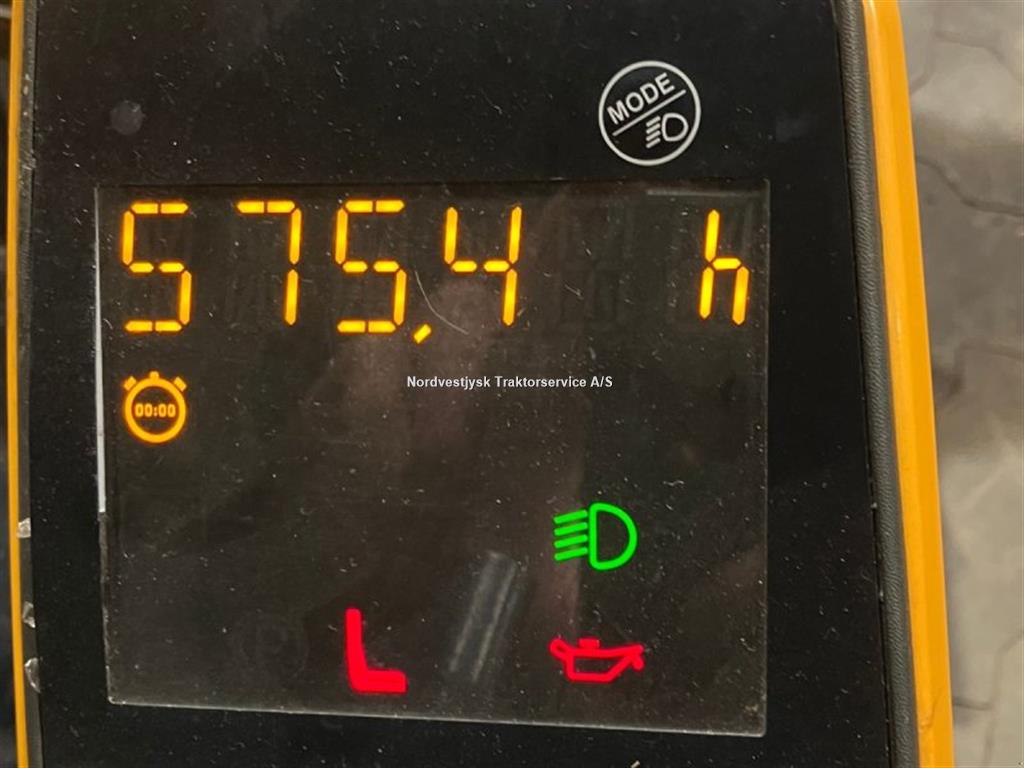 MODE
575,4 h
Nordvestjysk Traktorservice A/S
00:00